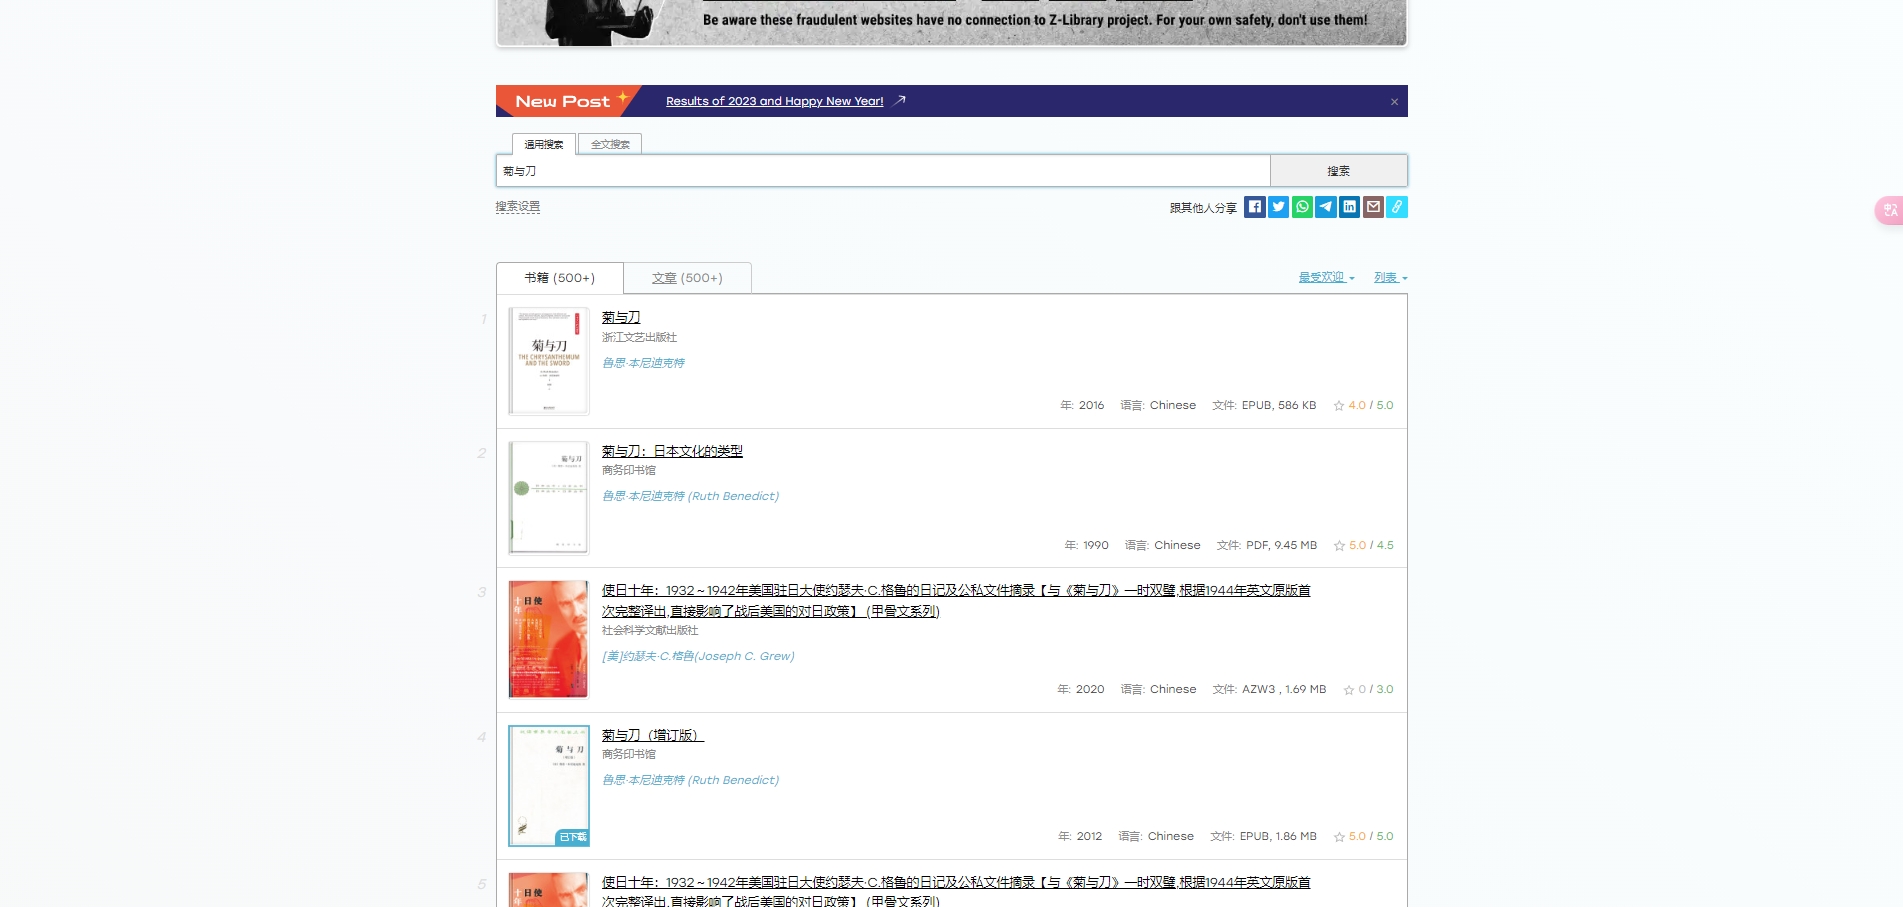 Be aware these fraudulent websites have no connection to Z-Library project. For your own safety, don't use them!
New Post
Results of 2023 and Happy New Year!
通用搜索 全文搜索
菊与刀 搜索
搜索设置 跟其他人分享
书籍 (500+) 文章 (500+) 最受欢迎 列表
1
菊与刀
THE CHRYSANTHEMUM
AND THE SWORD
菊与刀
浙江文艺出版社
鲁思·本尼迪克特
年: 2016 语言: Chinese 文件: EPUB, 586 KB 4.0 / 5.0
2
菊与刀
菊与刀：日本文化的类型
商务印书馆
鲁思·本尼迪克特 (Ruth Benedict)
年: 1990 语言: Chinese 文件: PDF, 9.45 MB 5.0 / 4.5
3
十年 日使
使日十年：1932～1942年美国驻日大使约瑟夫·C.格鲁的日记及公私文件摘录【与《菊与刀》一时双璧,根据1944年英文原版首
次完整译出,直接影响了战后美国的对日政策】 (甲骨文系列)
社会科学文献出版社
[美]约瑟夫·C.格鲁(Joseph C. Grew)
年: 2020 语言: Chinese 文件: AZW3 , 1.69 MB 0 / 3.0
4
菊与刀
已下载
菊与刀（增订版）
商务印书馆
鲁思·本尼迪克特 (Ruth Benedict)
年: 2012 语言: Chinese 文件: EPUB, 1.86 MB 5.0 / 5.0
5
十年 日使
使日十年：1932～1942年美国驻日大使约瑟夫·C.格鲁的日记及公私文件摘录【与《菊与刀》一时双璧,根据1944年英文原版首
次完整译出,直接影响了战后美国的对日政策】 (甲骨文系列)